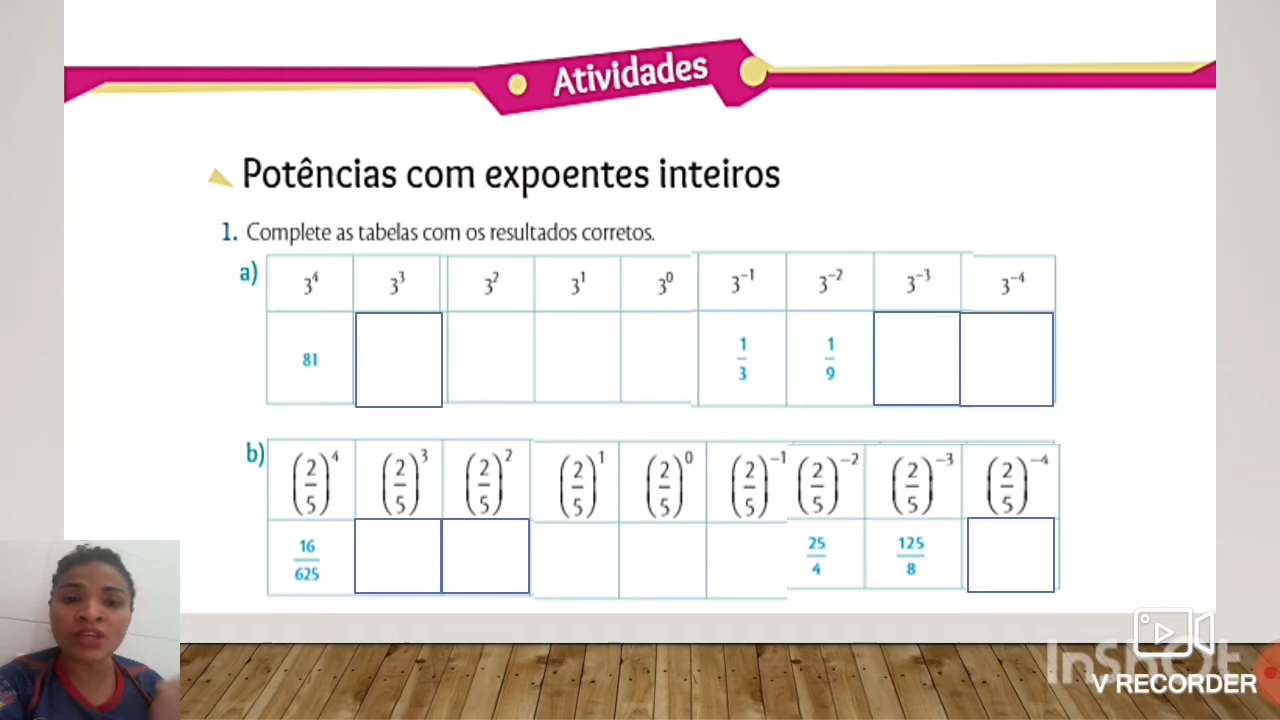 Atividades
Potências com expoentes inteiros
1. Complete as tabelas com os resultados corretos.
a) 3⁴ 3³ 3² 3¹ 3⁰ 3⁻¹ 3⁻² 3⁻³ 3⁻⁴
81 1/3 1/9
b) (2/5)⁴ (2/5)³ (2/5)² (2/5)¹ (2/5)⁰ (2/5)⁻¹ (2/5)⁻² (2/5)⁻³ (2/5)⁻⁴
16/625 25/4 125/8
InShOt
V RECORDER